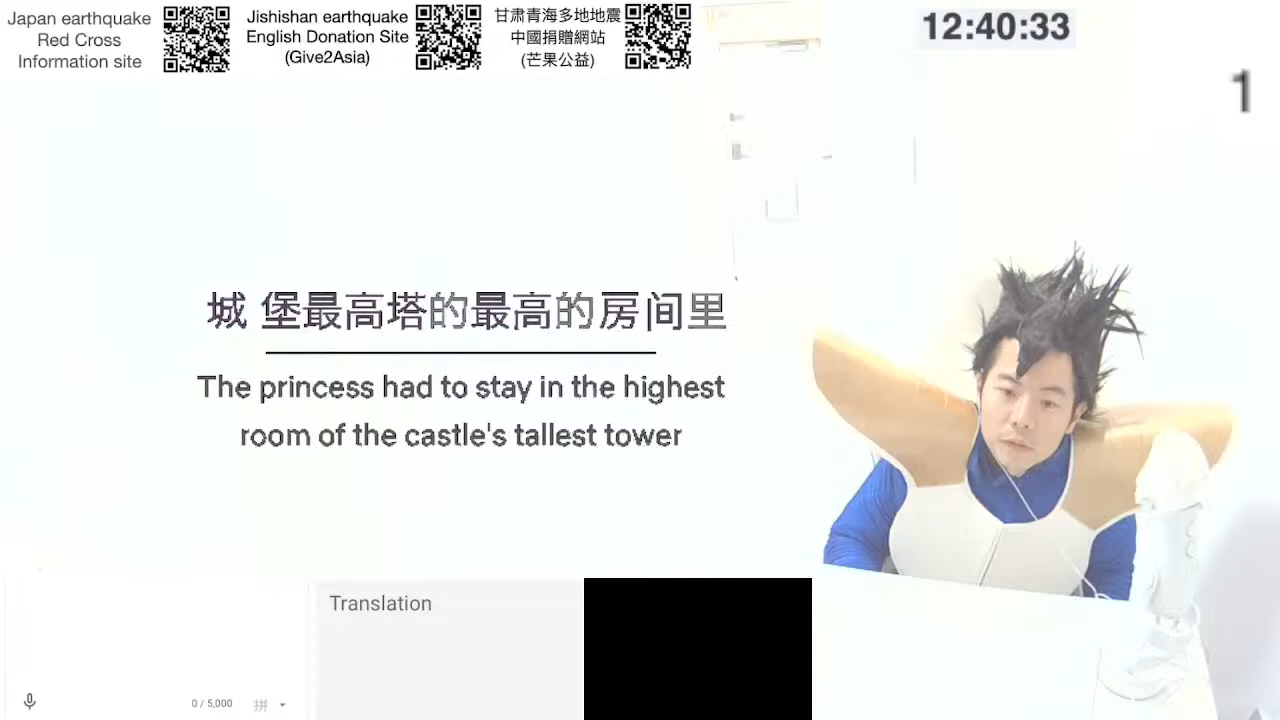 Japan earthquake
Red Cross
Information site
Jishishan earthquake
English Donation Site
(Give2Asia)
甘肅青海多地地震
中國捐贈網站
(芒果公益)
12:40:33
1
城 堡最高塔的最高的房间里
The princess had to stay in the highest
room of the castle's tallest tower
Translation
0 / 5,000
拼